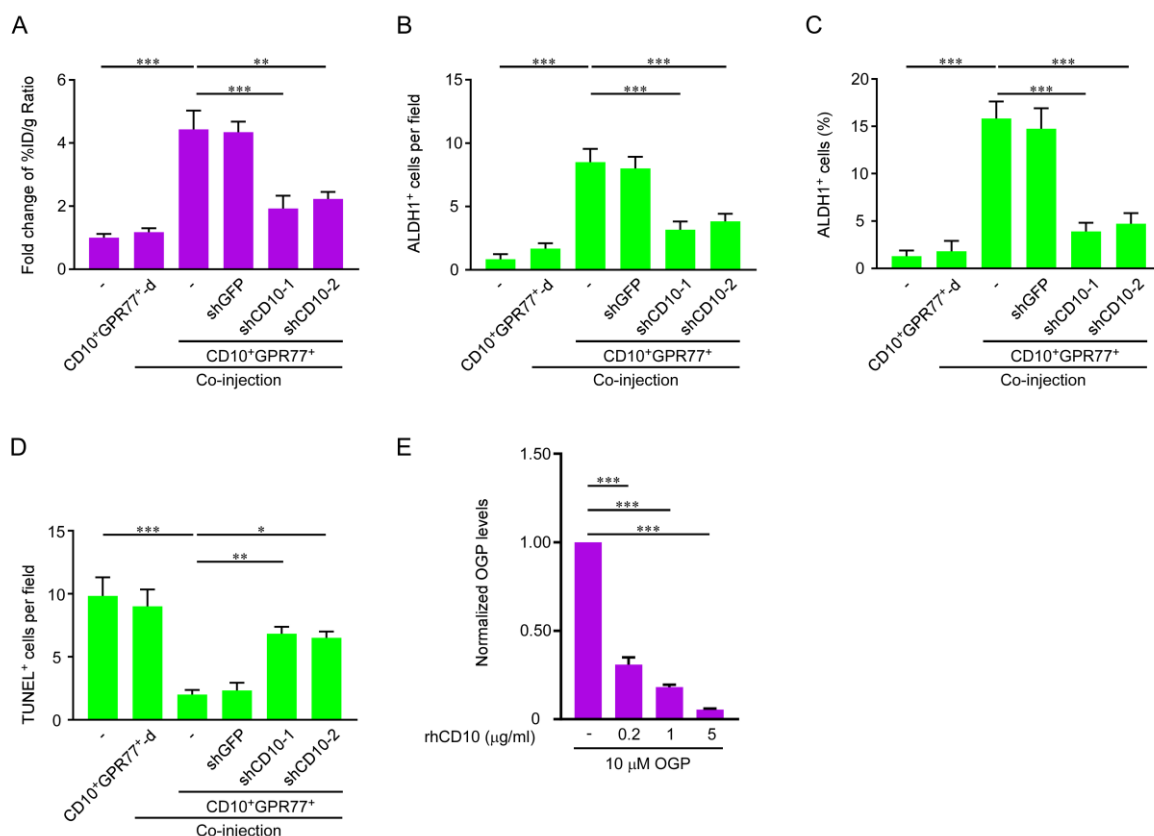 A
Fold change of %ID/g Ratio
6
4
2
0
***
**
***
-
CD10⁺GPR77⁺-d
-
shGFP
shCD10-1
shCD10-2
CD10⁺GPR77⁺
Co-injection
B
ALDH1⁺ cells per field
15
10
5
0
***
***
***
-
CD10⁺GPR77⁺-d
-
shGFP
shCD10-1
shCD10-2
CD10⁺GPR77⁺
Co-injection
C
ALDH1⁺ cells (%)
20
15
10
5
0
***
***
***
-
CD10⁺GPR77⁺-d
-
shGFP
shCD10-1
shCD10-2
CD10⁺GPR77⁺
Co-injection
D
TUNEL⁺ cells per field
15
10
5
0
***
*
**
-
CD10⁺GPR77⁺-d
-
shGFP
shCD10-1
shCD10-2
CD10⁺GPR77⁺
Co-injection
E
Normalized OGP levels
1.50
1.00
0.50
0
***
***
***
rhCD10 (μg/ml) - 0.2 1 5
10 μM OGP